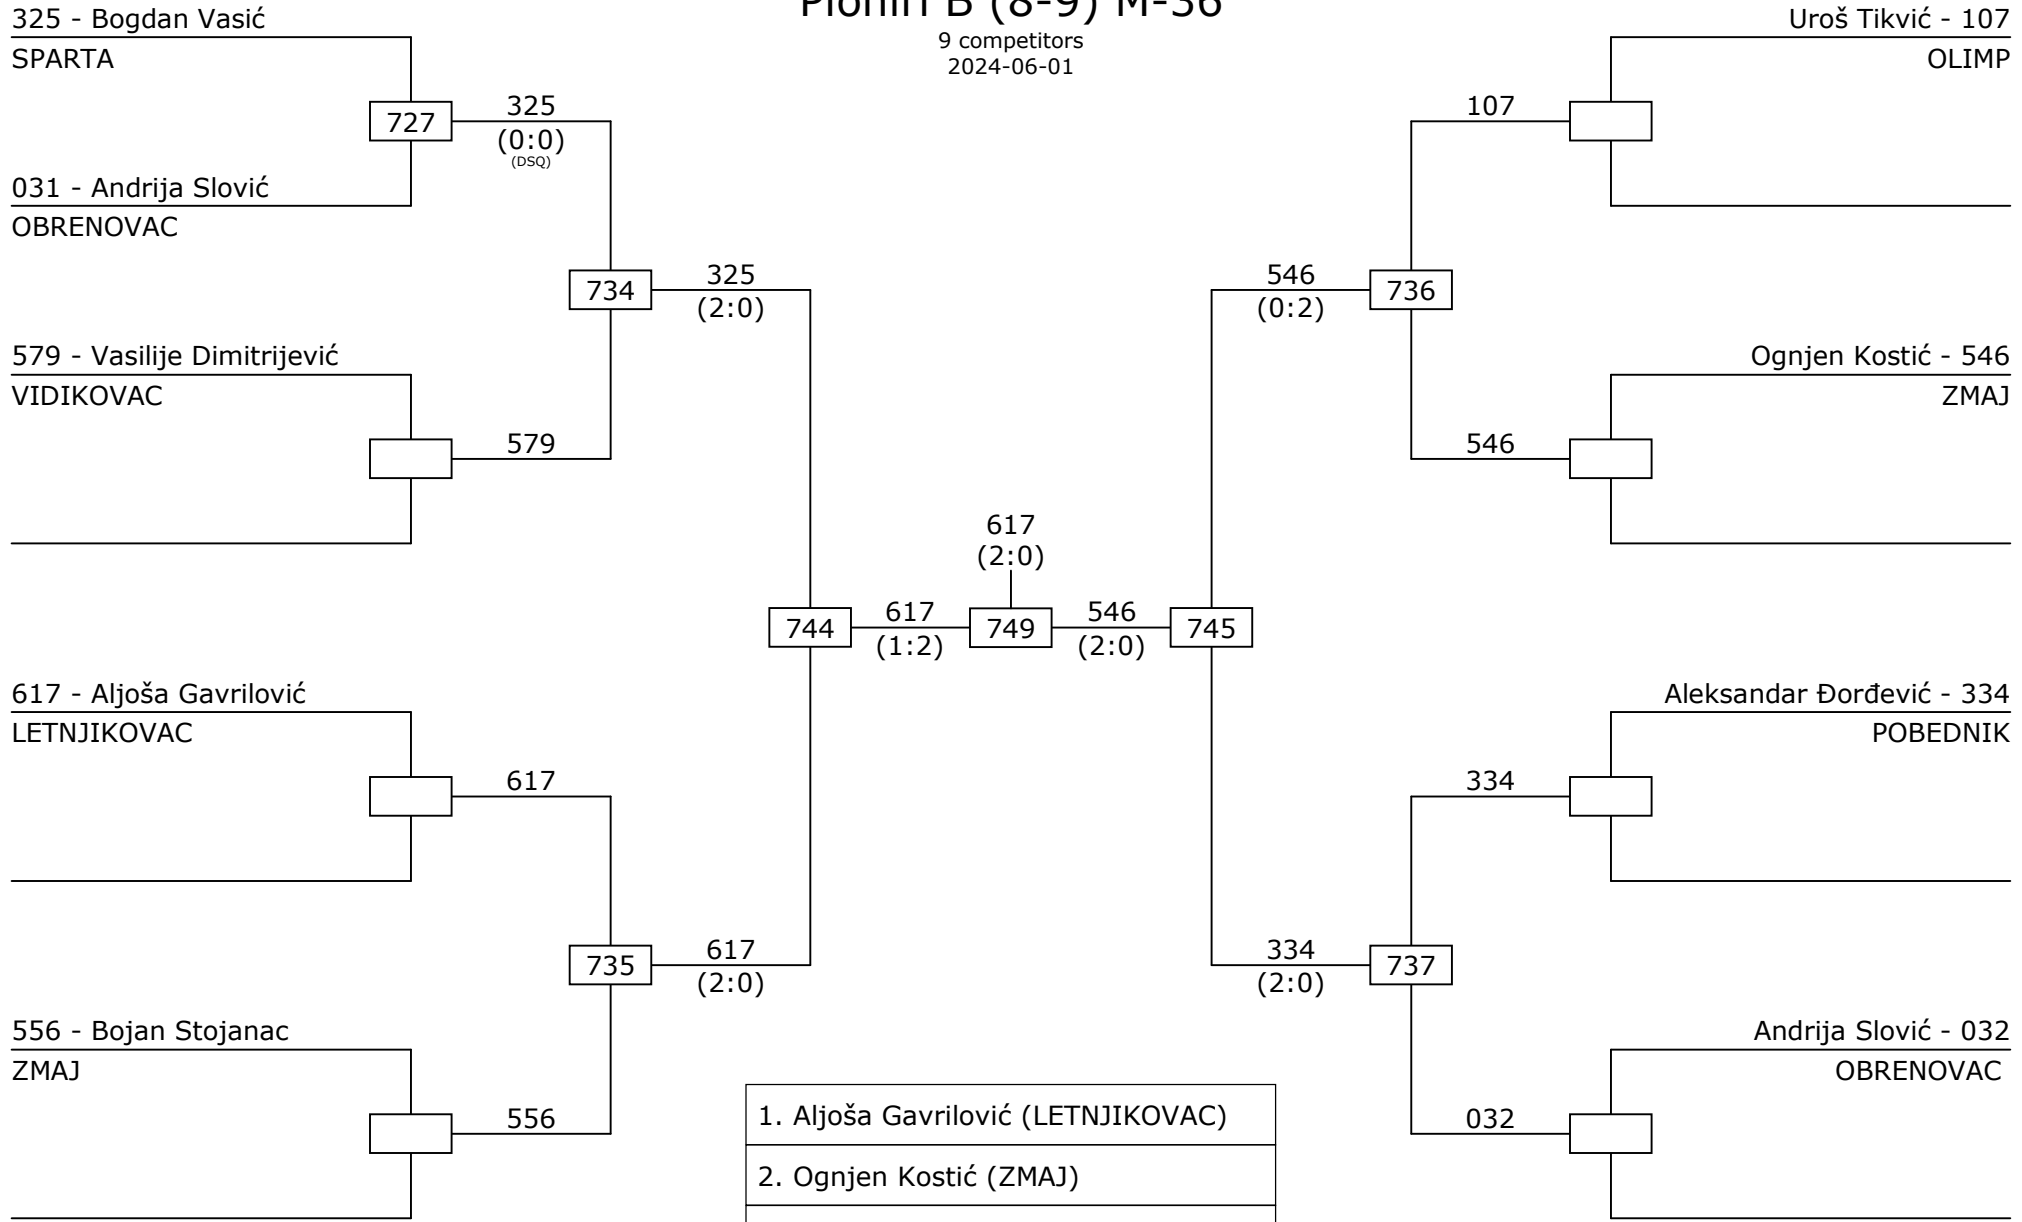 Pioniri B (8-9) M-36
9 competitors
2024-06-01
325 - Bogdan Vasić
SPARTA
727
325
(0:0)
(DSQ)
031 - Andrija Slović
OBRENOVAC
734
325
(2:0)
579 - Vasilije Dimitrijević
VIDIKOVAC
579
617 - Aljoša Gavrilović
LETNJIKOVAC
617
735
617
(2:0)
556 - Bojan Stojanac
ZMAJ
556
744
617
(1:2)
617
(2:0)
749
546
(2:0)
745
Uroš Tikvić - 107
OLIMP
107
546
(0:2)
736
Ognjen Kostić - 546
ZMAJ
546
Aleksandar Đorđević - 334
POBEDNIK
334
334
(2:0)
737
Andrija Slović - 032
OBRENOVAC
032
1. Aljoša Gavrilović (LETNJIKOVAC)
2. Ognjen Kostić (ZMAJ)